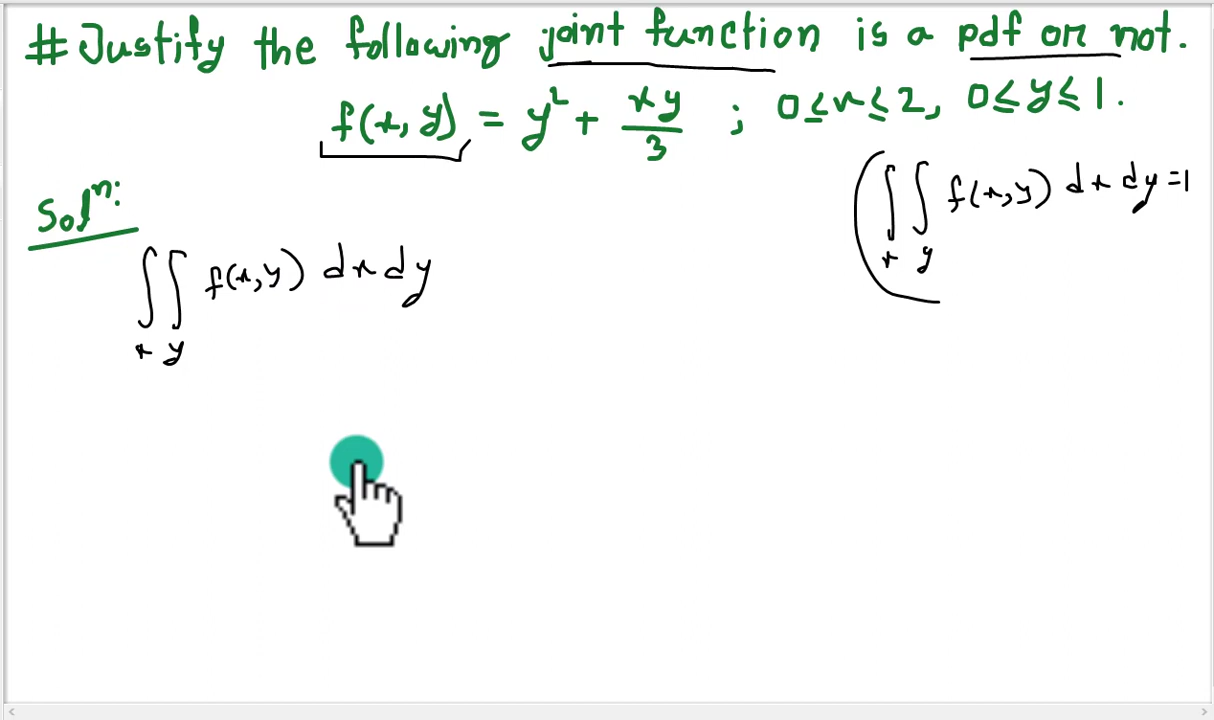 # Justify the following joint function is a pdf or not.
f(x, y) = y² + xy/3 ; 0 ≤ x ≤ 2, 0 ≤ y ≤ 1.
Solⁿ:
∫x ∫y f(x,y) dx dy = 1
∫x ∫y f(x,y) dx dy